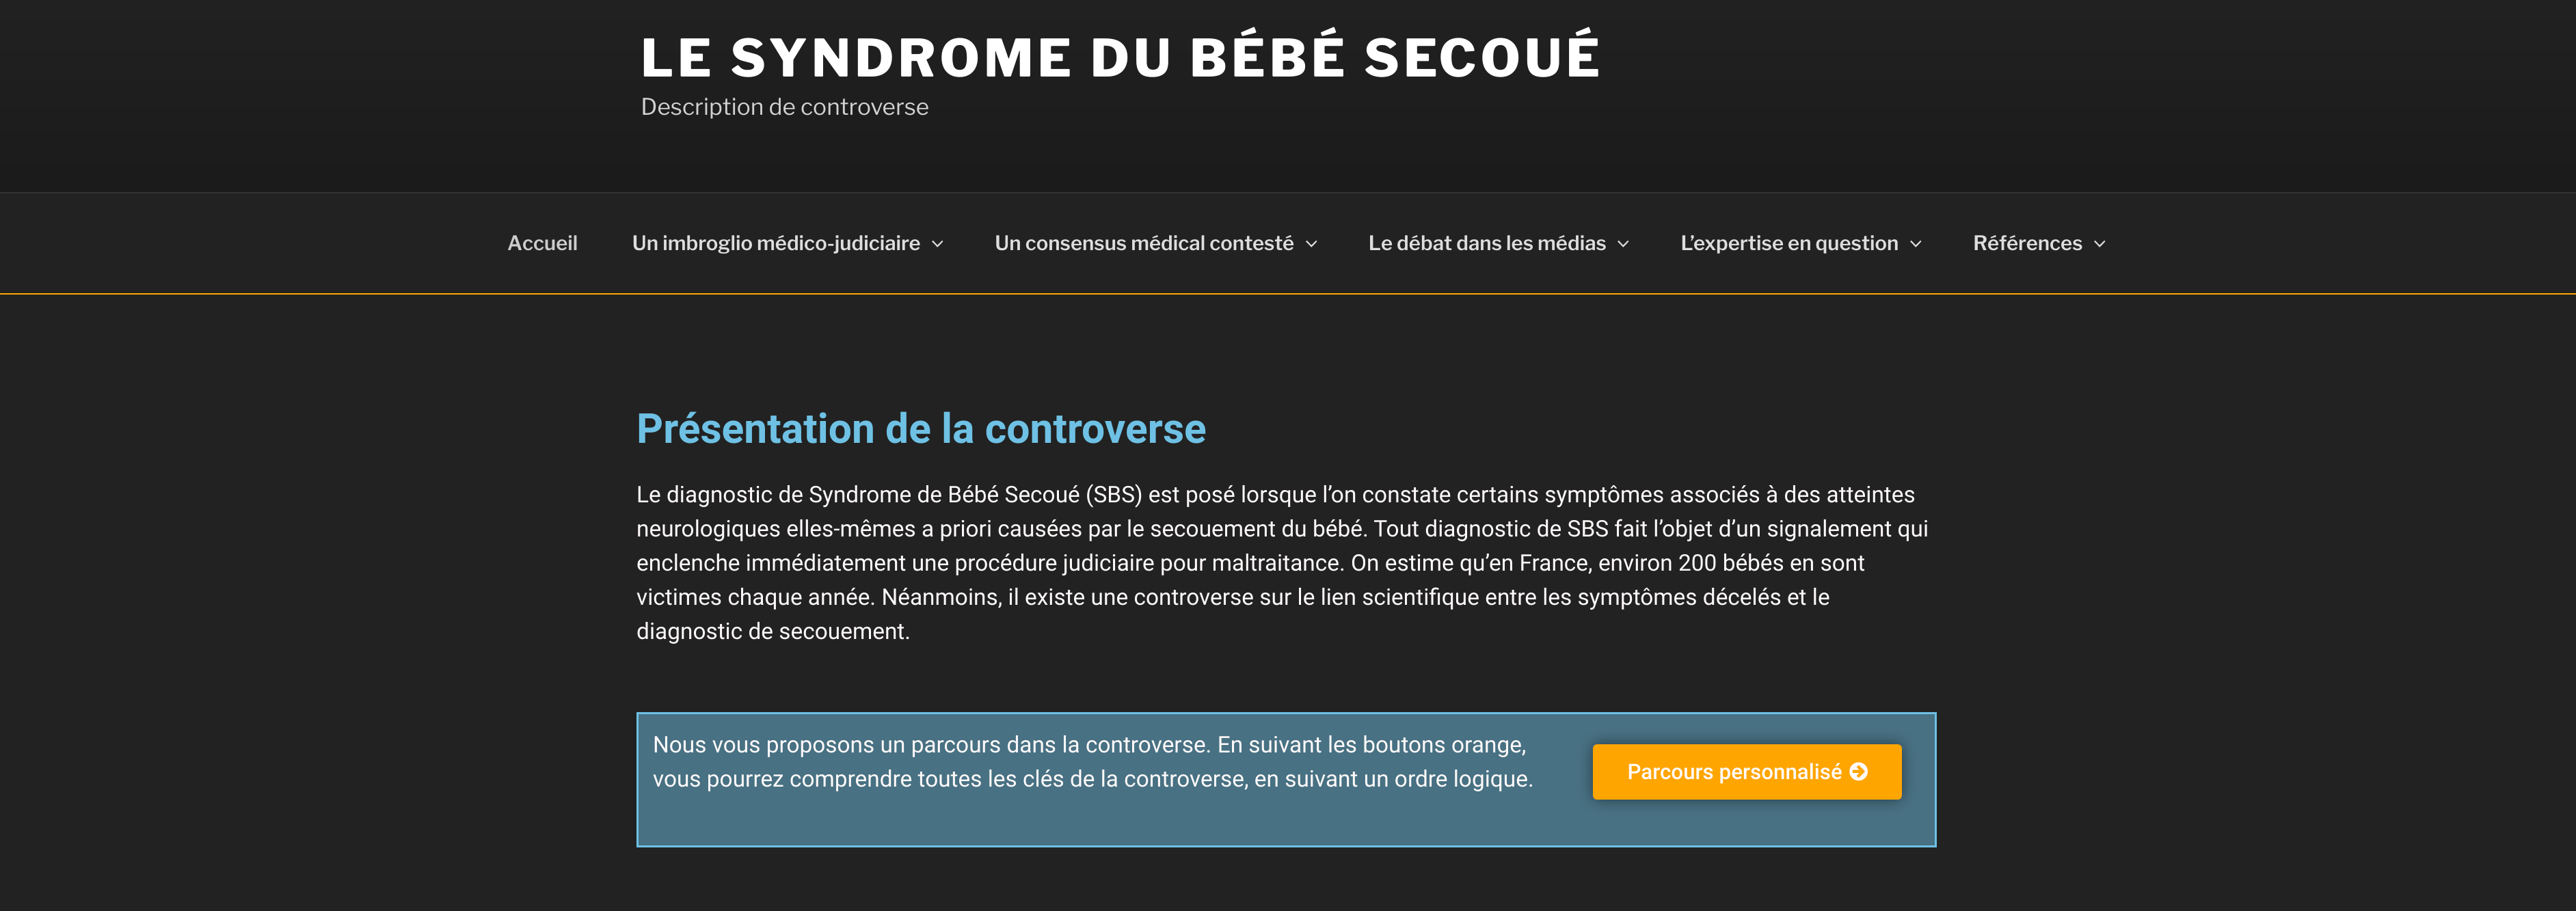 LE SYNDROME DU BÉBÉ SECOUÉ
Description de controverse
Accueil
Un imbroglio médico-judiciaire
Un consensus médical contesté
Le débat dans les médias
L’expertise en question
Références
Présentation de la controverse
Le diagnostic de Syndrome de Bébé Secoué (SBS) est posé lorsque l’on constate certains symptômes associés à des atteintes
neurologiques elles-mêmes a priori causées par le secouement du bébé. Tout diagnostic de SBS fait l’objet d’un signalement qui
enclenche immédiatement une procédure judiciaire pour maltraitance. On estime qu’en France, environ 200 bébés en sont
victimes chaque année. Néanmoins, il existe une controverse sur le lien scientifique entre les symptômes décelés et le
diagnostic de secouement.
Nous vous proposons un parcours dans la controverse. En suivant les boutons orange,
vous pourrez comprendre toutes les clés de la controverse, en suivant un ordre logique.
Parcours personnalisé